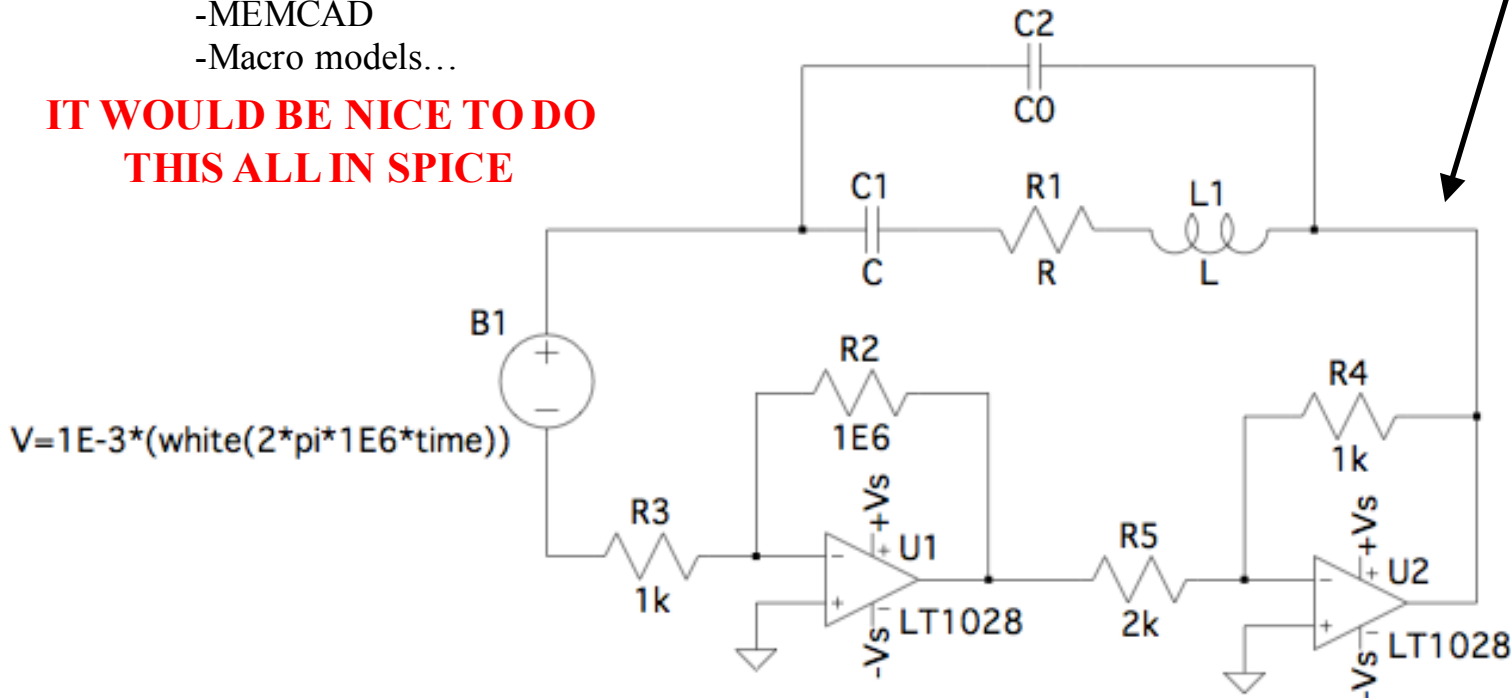 -MEMCAD
-Macro models…
IT WOULD BE NICE TO DO
THIS ALL IN SPICE
C2
C0
C1
R1
L1
C
R
L
B1
+
-
V=1E-3*(white(2*pi*1E6*time))
R2
1E6
R4
1k
R3
1k
+Vs
-
+
+
-
U1
-Vs
LT1028
R5
2k
+Vs
-
+
+
-
U2
-Vs
LT1028